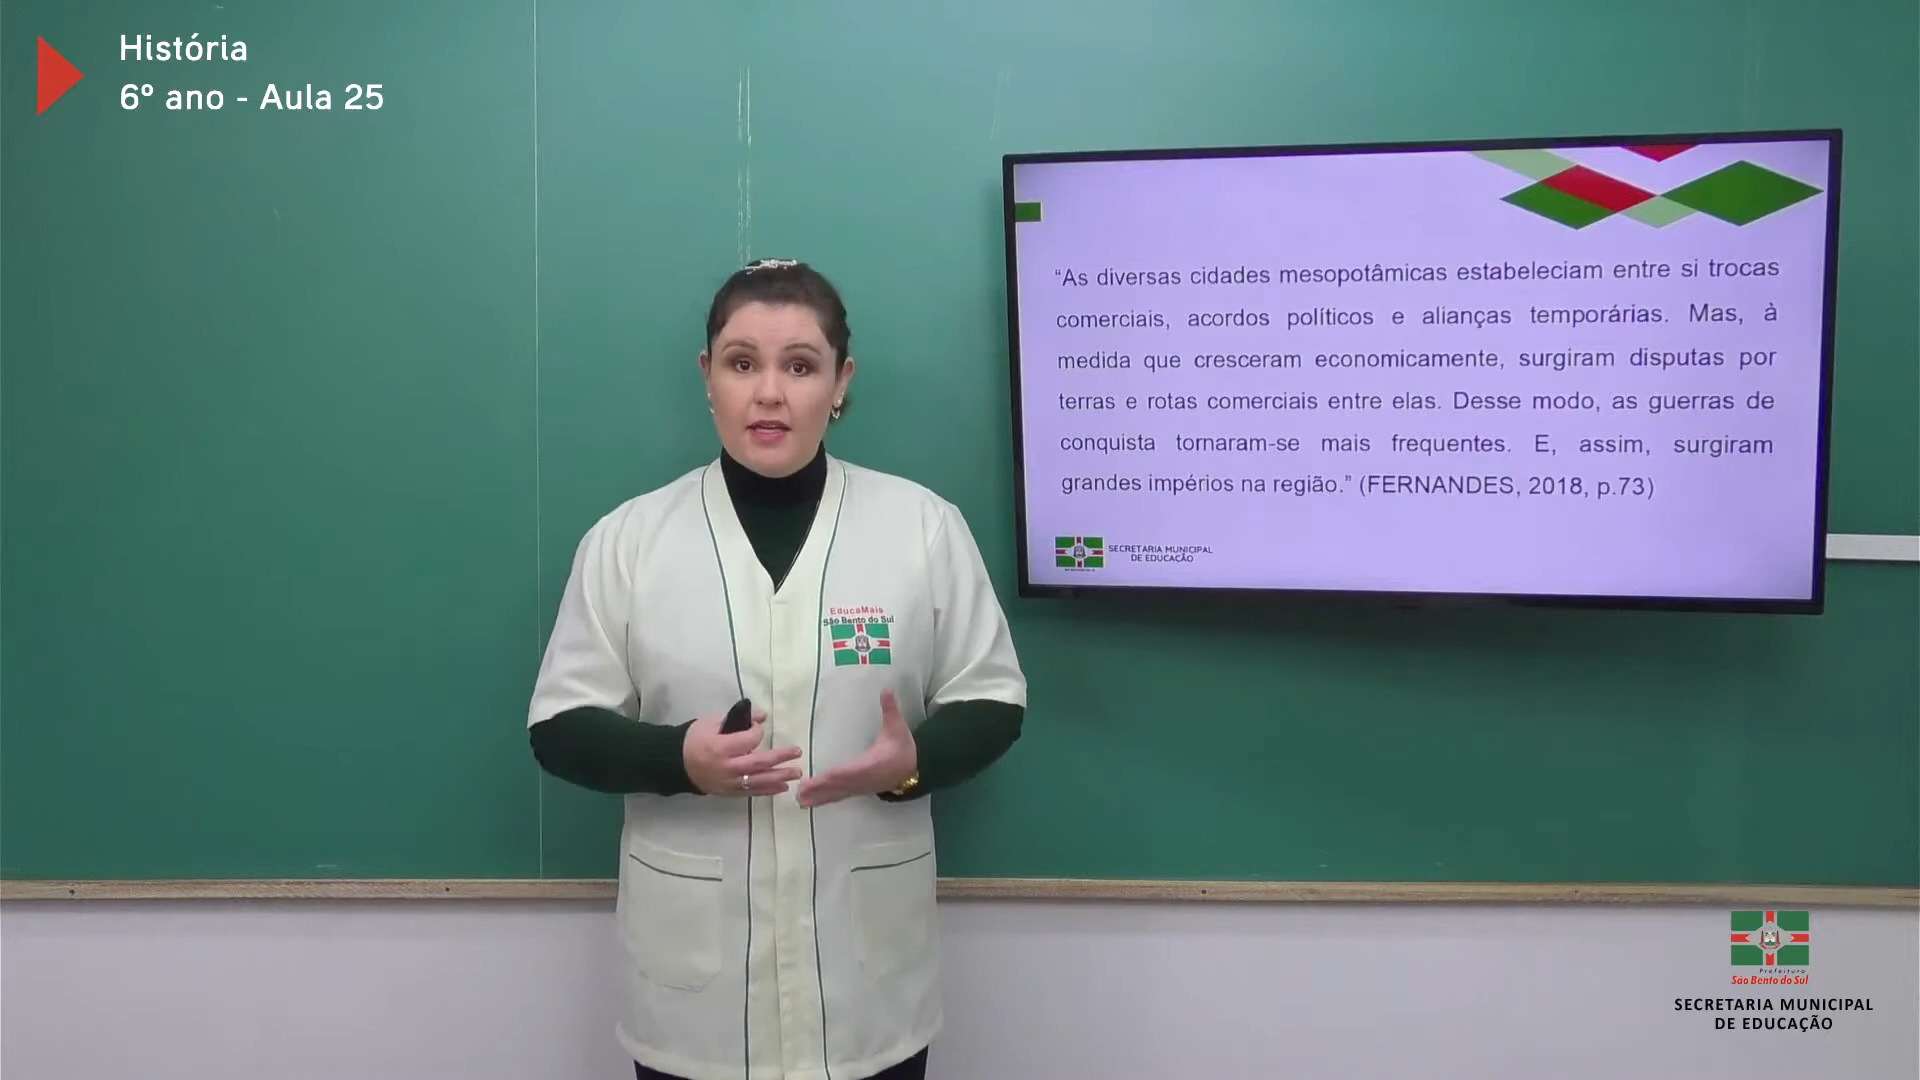 História
6º ano - Aula 25
“As diversas cidades mesopotâmicas estabeleciam entre si trocas
comerciais, acordos políticos e alianças temporárias. Mas, à
medida que cresceram economicamente, surgiram disputas por
terras e rotas comerciais entre elas. Desse modo, as guerras de
conquista tornaram-se mais frequentes. E, assim, surgiram
grandes impérios na região.” (FERNANDES, 2018, p.73)
SECRETARIA MUNICIPAL
DE EDUCAÇÃO
EducaMais
São Bento do Sul
Prefeitura
São Bento do Sul
SECRETARIA MUNICIPAL
DE EDUCAÇÃO